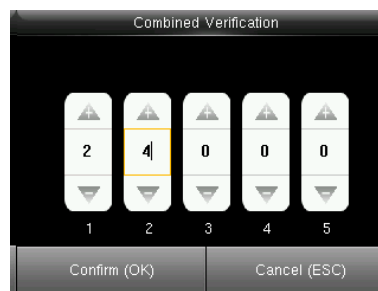 Combined Verification
+ + + + +
2 4 0 0 0
− − − − −
1 2 3 4 5
Confirm (OK) Cancel (ESC)